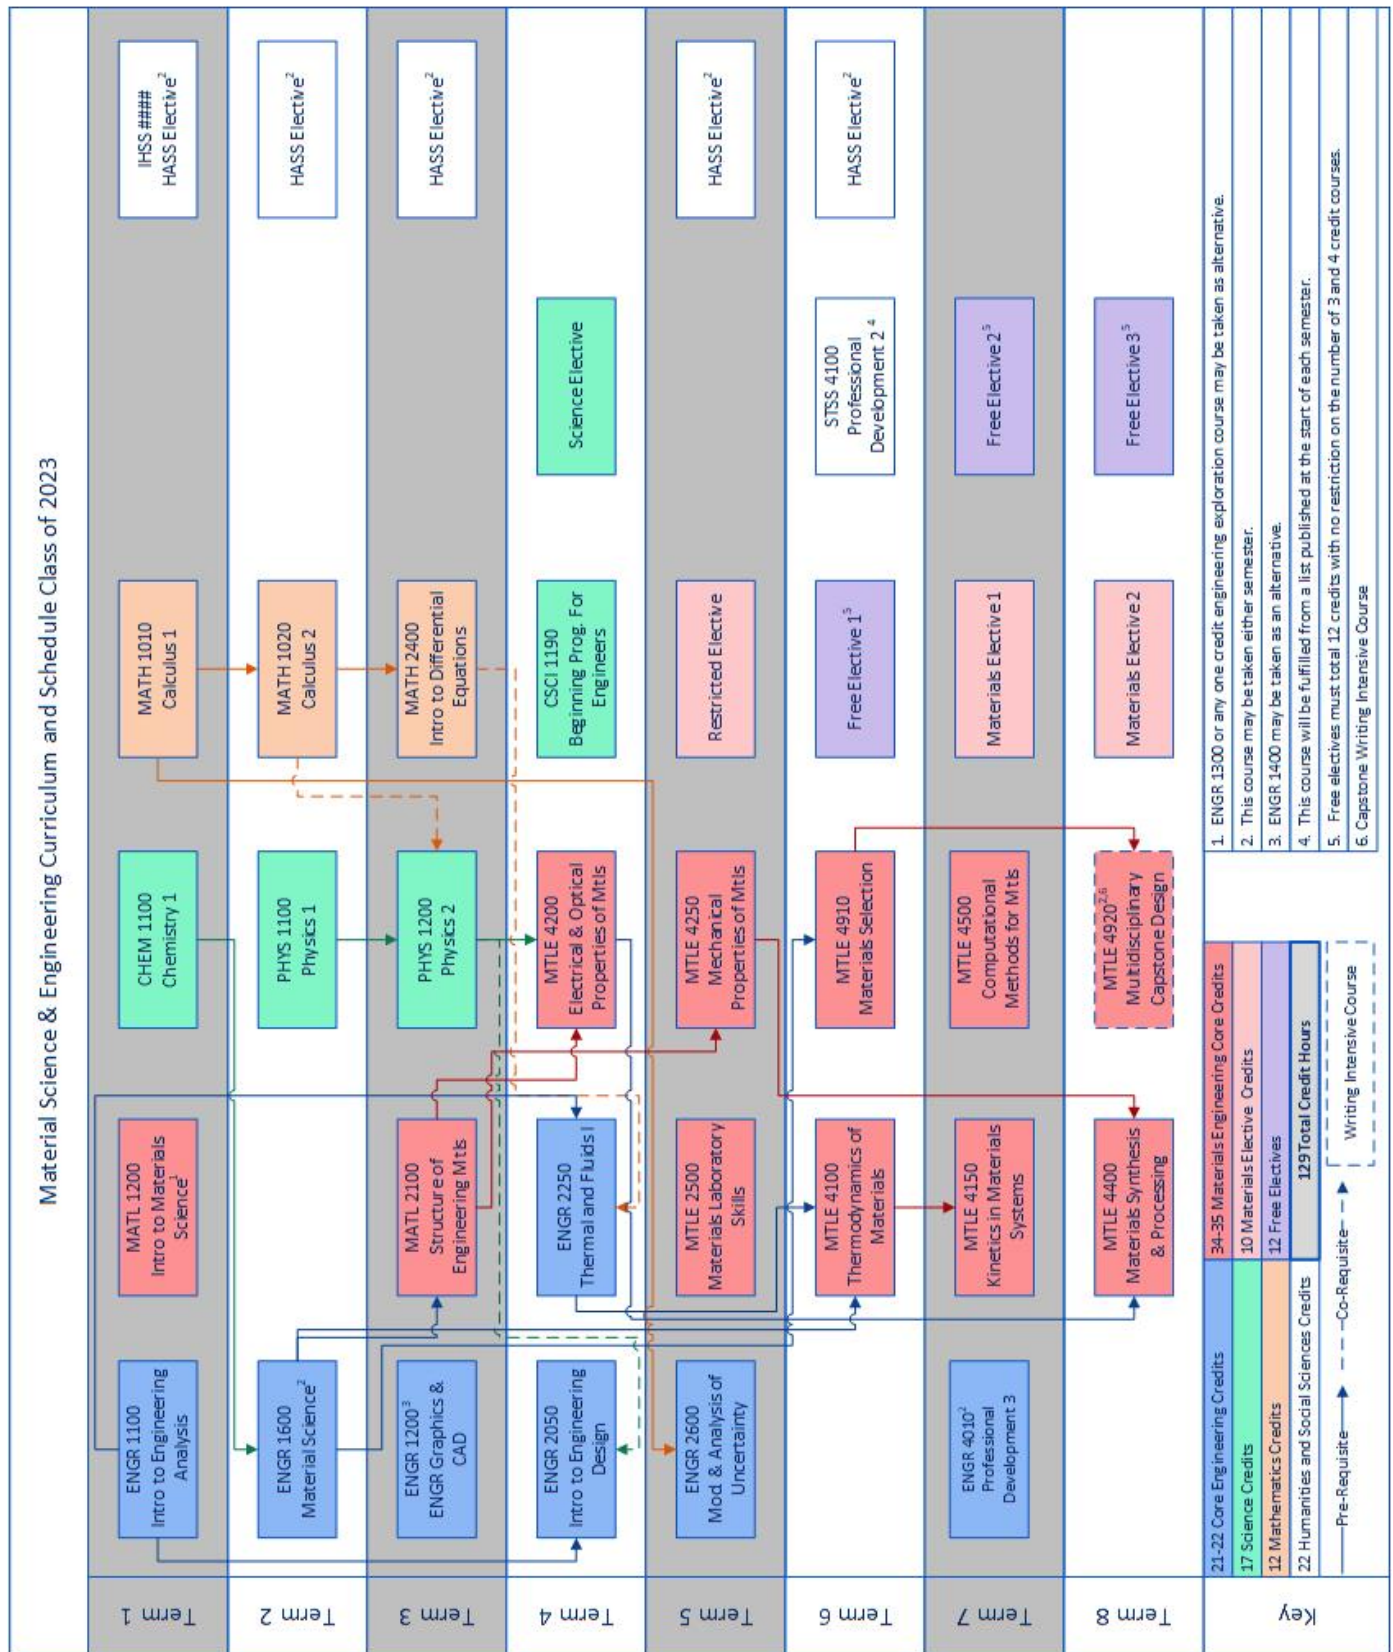 Material Science & Engineering Curriculum and Schedule Class of 2023
Term 1
ENGR 1100
Intro to Engineering
Analysis
MATL 1200
Intro to Materials
Science1
CHEM 1100
Chemistry 1
MATH 1010
Calculus 1
IHSS ####
HASS Elective2
Term 2
ENGR 1600
Material Science2
PHYS 1100
Physics 1
MATH 1020
Calculus 2
HASS Elective2
Term 3
ENGR 12003
ENGR Graphics &
CAD
MATL 2100
Structure of
Engineering Mtls
PHYS 1200
Physics 2
MATH 2400
Intro to Differential
Equations
HASS Elective2
Term 4
ENGR 2050
Intro to Engineering
Design
ENGR 2250
Thermal and Fluids I
MTLE 4200
Electrical & Optical
Properties of Mtls
CSCI 1190
Beginning Prog. For
Engineers
Science Elective
Term 5
ENGR 2600
Mod. & Analysis of
Uncertainty
MTLE 2500
Materials Laboratory
Skills
MTLE 4250
Mechanical
Properties of Mtls
Restricted Elective
HASS Elective2
Term 6
MTLE 4100
Thermodynamics of
Materials
MTLE 4910
Materials Selection
Free Elective 15
STSS 4100
Professional
Development 2 4
HASS Elective2
Term 7
ENGR 40102
Professional
Development 3
MTLE 4150
Kinetics in Materials
Systems
MTLE 4500
Computational
Methods for Mtls
Materials Elective 1
Free Elective 25
Term 8
MTLE 4400
Materials Synthesis
& Processing
MTLE 49202,6
Multidisciplinary
Capstone Design
Materials Elective 2
Free Elective 35
Key
21-22 Core Engineering Credits
34-35 Materials Engineering Core Credits
17 Science Credits
10 Materials Elective Credits
12 Mathematics Credits
12 Free Electives
22 Humanities and Social Sciences Credits
129 Total Credit Hours
Pre-Requisite
Co-Requisite
Writing Intensive Course
1. ENGR 1300 or any one credit engineering exploration course may be taken as alternative.
2. This course may be taken either semester.
3. ENGR 1400 may be taken as an alternative.
4. This course will be fulfilled from a list published at the start of each semester.
5. Free electives must total 12 credits with no restriction on the number of 3 and 4 credit courses.
6. Capstone Writing Intensive Course